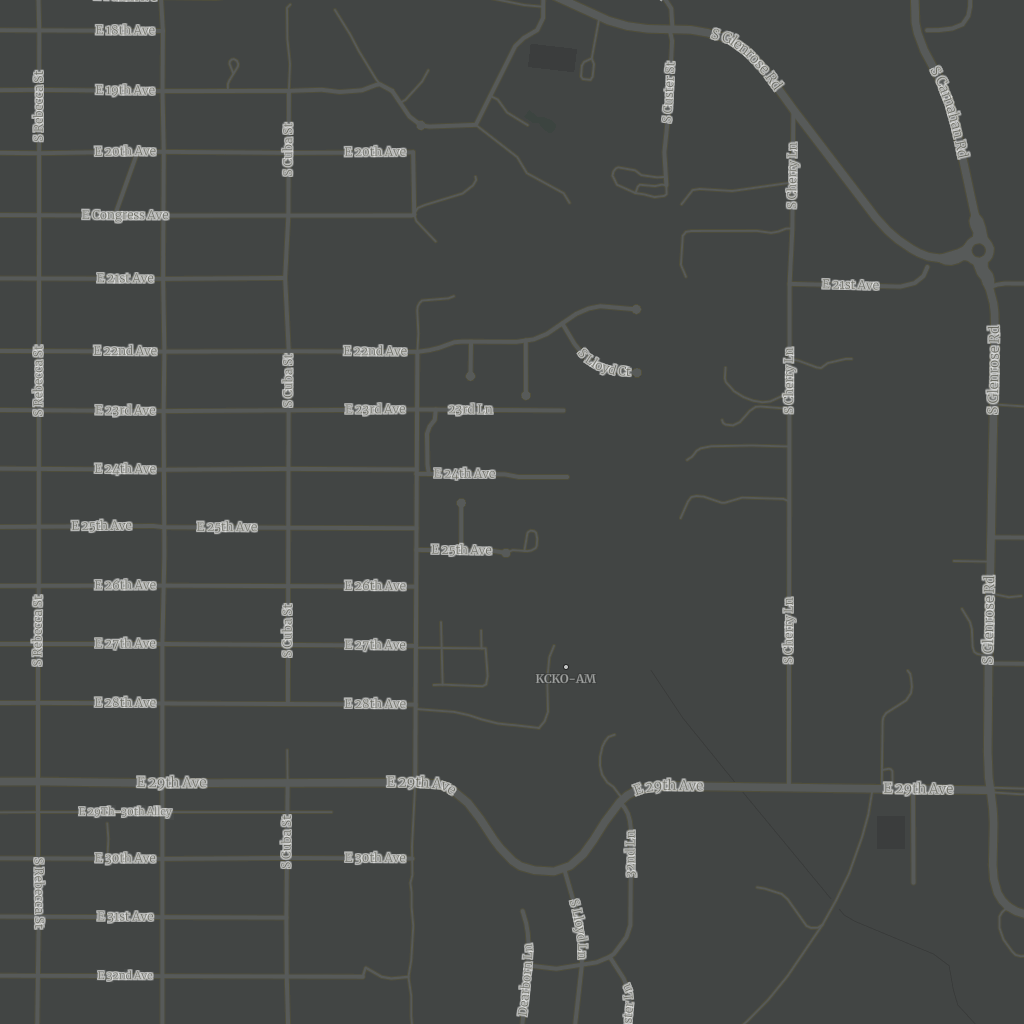 E 18th Ave
S Glenrose Rd
S Carnahan Rd
S Rebecca St
E 19th Ave
S Custer St
E 20th Ave
S Cuba St
E 20th Ave
S Cherry Ln
E Congress Ave
E 21st Ave
E 21st Ave
E 22nd Ave
E 22nd Ave
S Lloyd Ct
S Rebecca St
S Cuba St
S Cherry Ln
S Glenrose Rd
E 23rd Ave
E 23rd Ave
23rd Ln
E 24th Ave
E 24th Ave
E 25th Ave
E 25th Ave
E 25th Ave
E 26th Ave
E 26th Ave
S Rebecca St
S Cuba St
S Cherry Ln
S Glenrose Rd
E 27th Ave
E 27th Ave
KCKO-AM
E 28th Ave
E 28th Ave
E 29th Ave
E 29th Ave
E 29th Ave
E 29th Ave
E 29Th-30th Alley
S Cuba St
E 30th Ave
E 30th Ave
32nd Ln
S Rebecca St
E 31st Ave
S Lloyd Ln
E 32nd Ave
Dearborn Ln
ster Ln